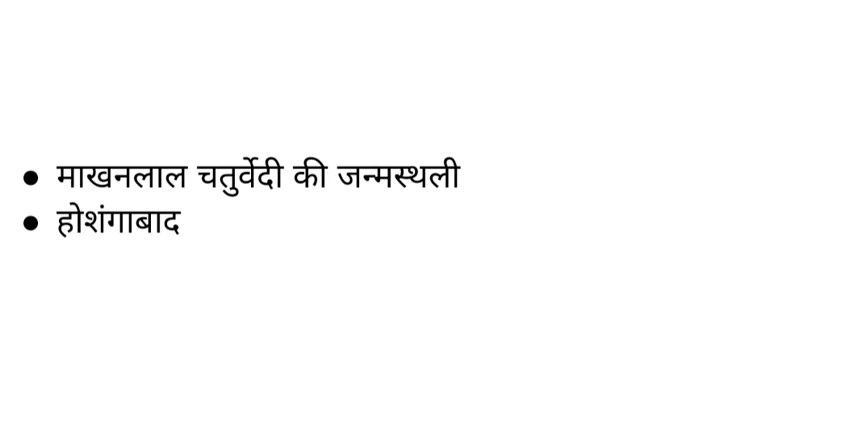 ● माखनलाल चतुर्वेदी की जन्मस्थली
● होशंगाबाद